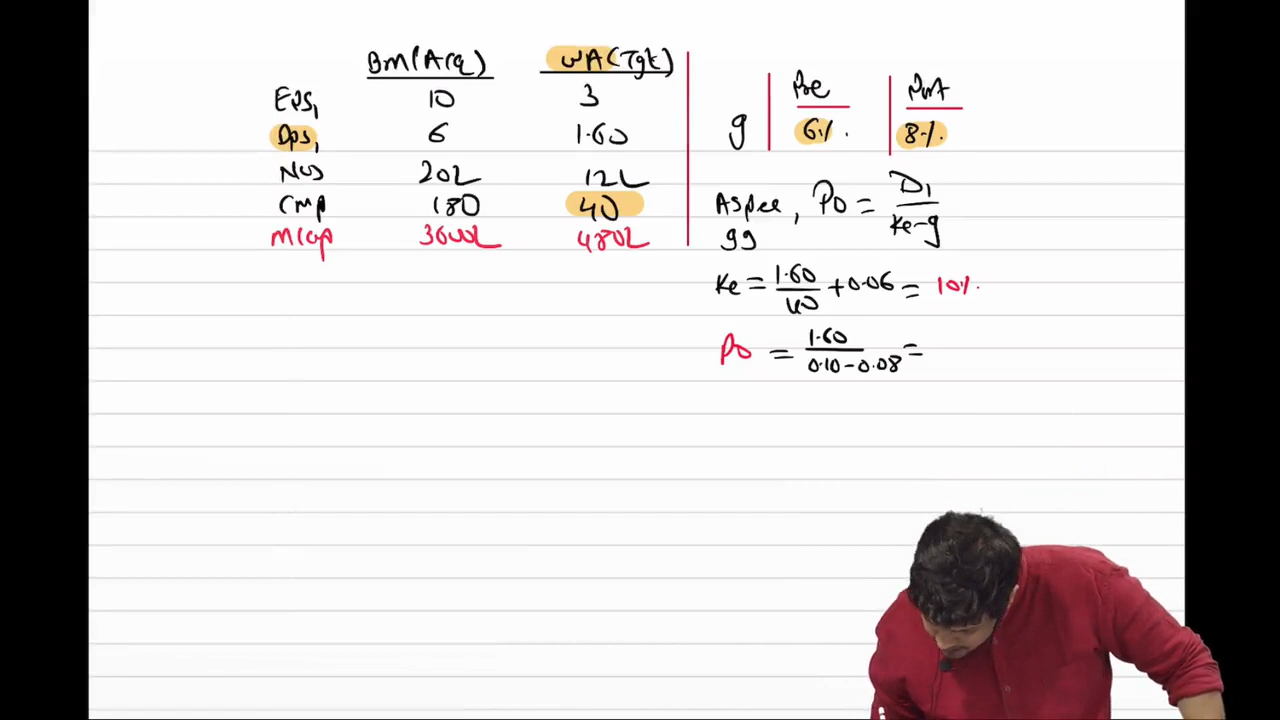 BM(Acq) WA(Tgt)
EPS1 10 3
DPS1 6 1.60
NOS 20L 12L
CMP 180 40
MCap 3600L 480L
Pre Post
g 6%. 8%.
As per GG, P0 = D1 / Ke-g
Ke = 1.60 / 40 + 0.06 = 10%.
P0 = 1.60 / 0.10-0.08 =